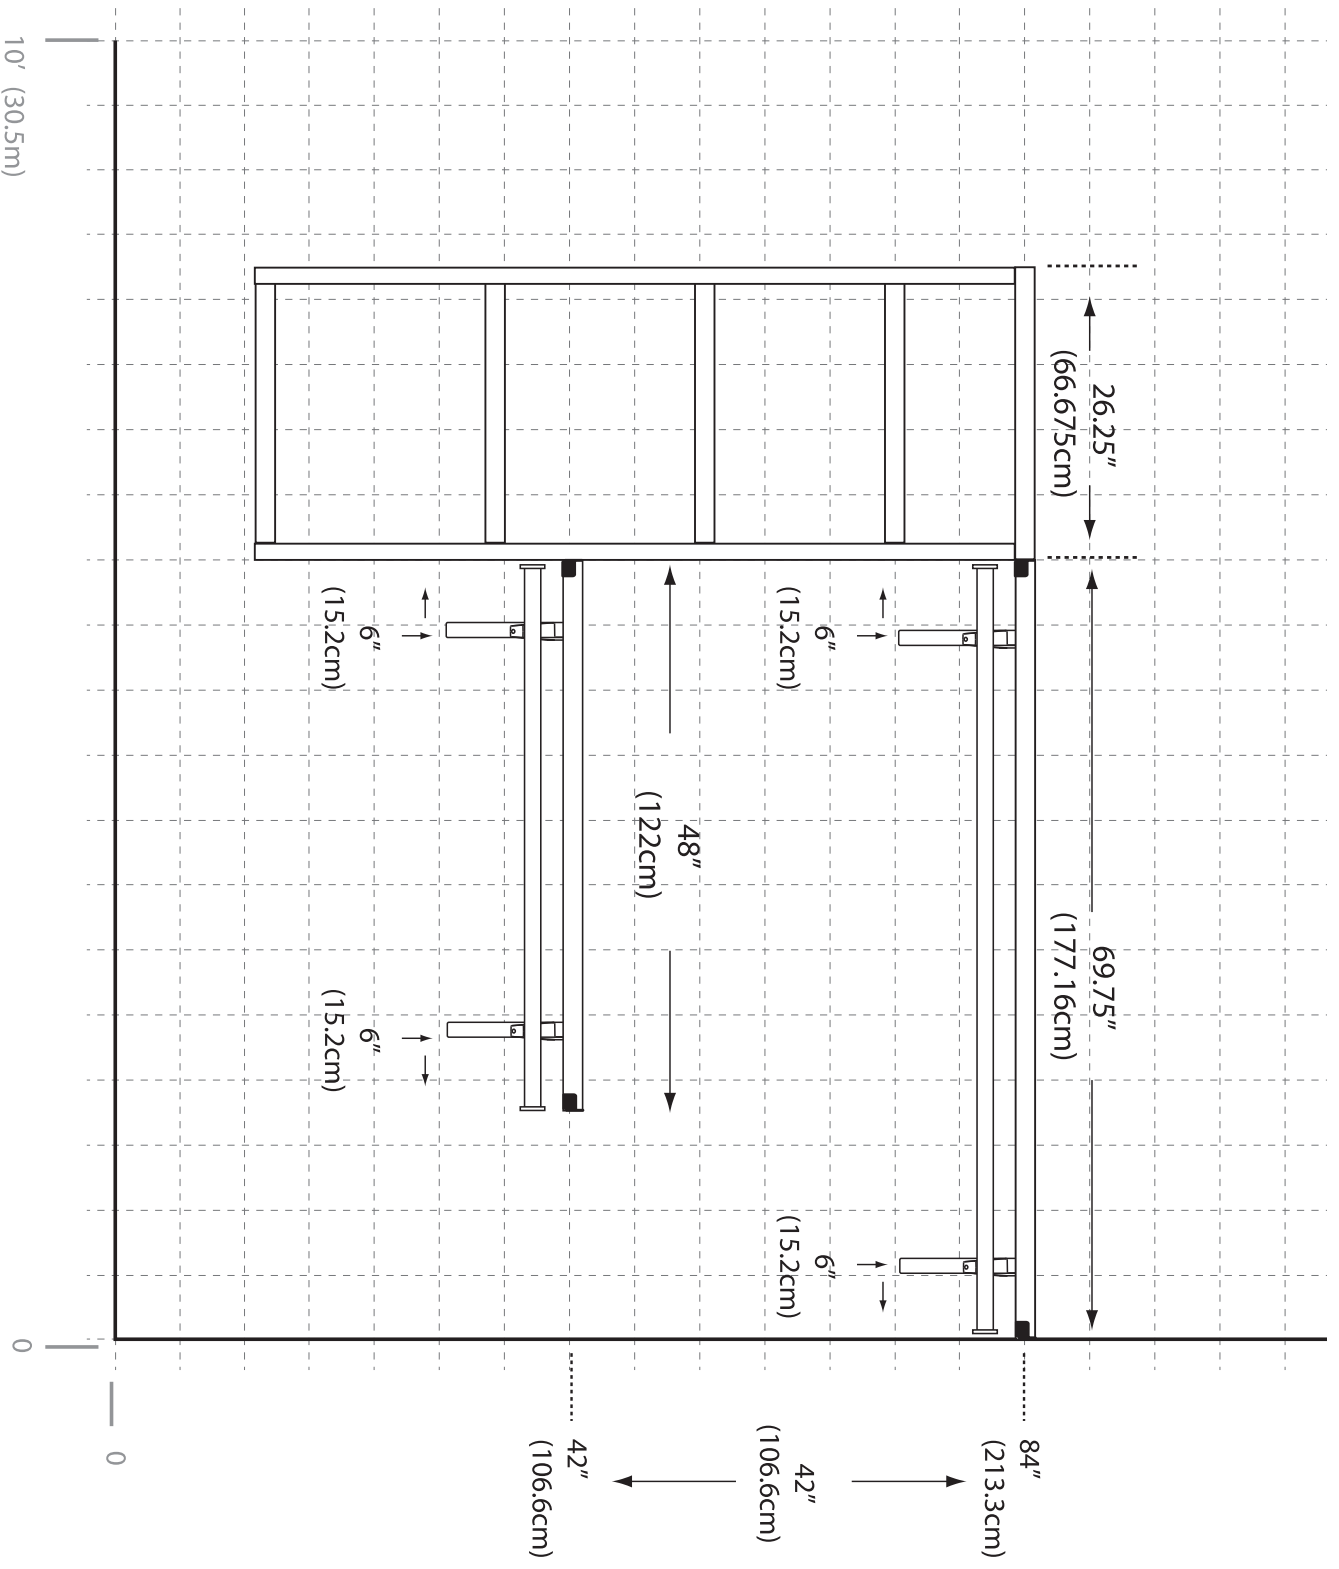 10’ (30.5m)
26.25”
(66.675cm)
69.75”
(177.16cm)
6”
(15.2cm)
6”
(15.2cm)
48”
(122cm)
6”
(15.2cm)
6”
(15.2cm)
84”
(213.3cm)
42”
(106.6cm)
42”
(106.6cm)
0
0